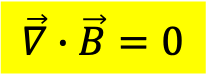 ∇⃗ · B⃗ = 0